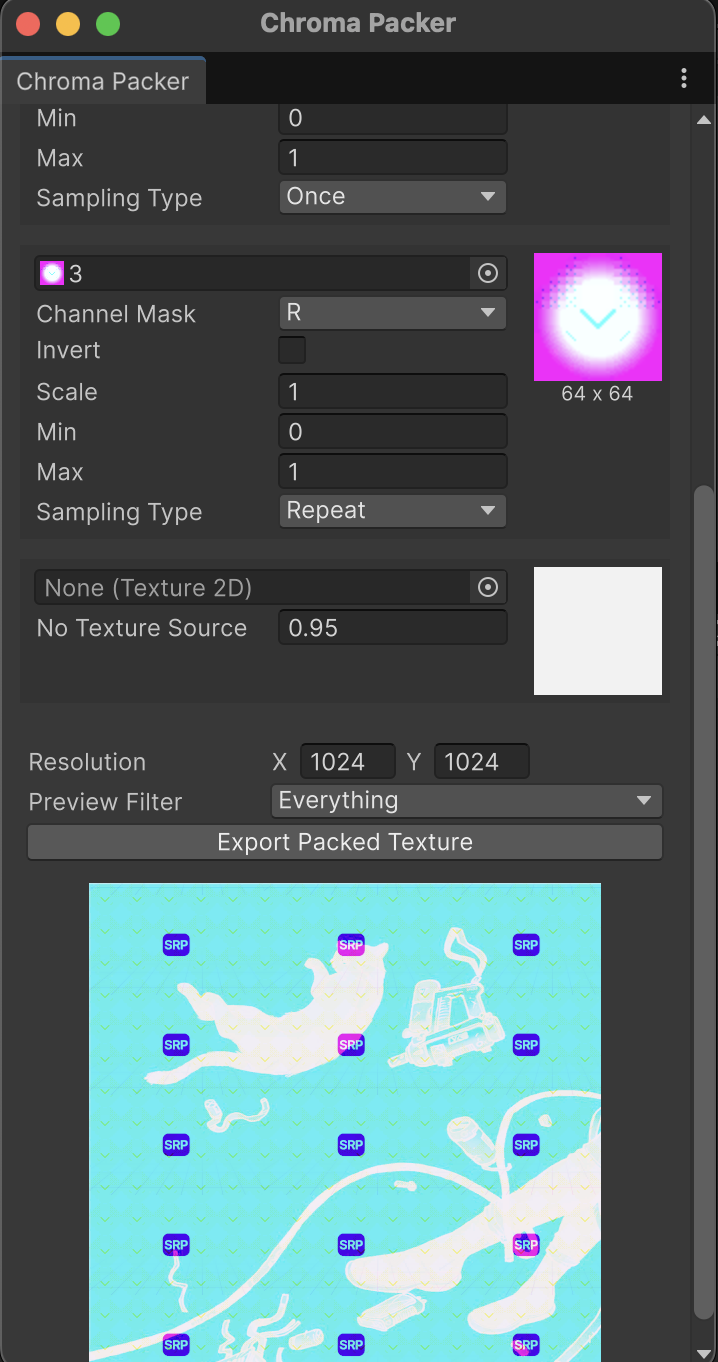 Chroma Packer
Chroma Packer
Min 0
Max 1
Sampling Type Once
3
Channel Mask R
Invert
Scale 1
64 x 64
Min 0
Max 1
Sampling Type Repeat
None (Texture 2D)
No Texture Source 0.95
Resolution X 1024 Y 1024
Preview Filter Everything
Export Packed Texture
SRP SRP SRP
SRP SRP SRP
SRP SRP SRP
SRP SRP SRP
SRP SRP SRP